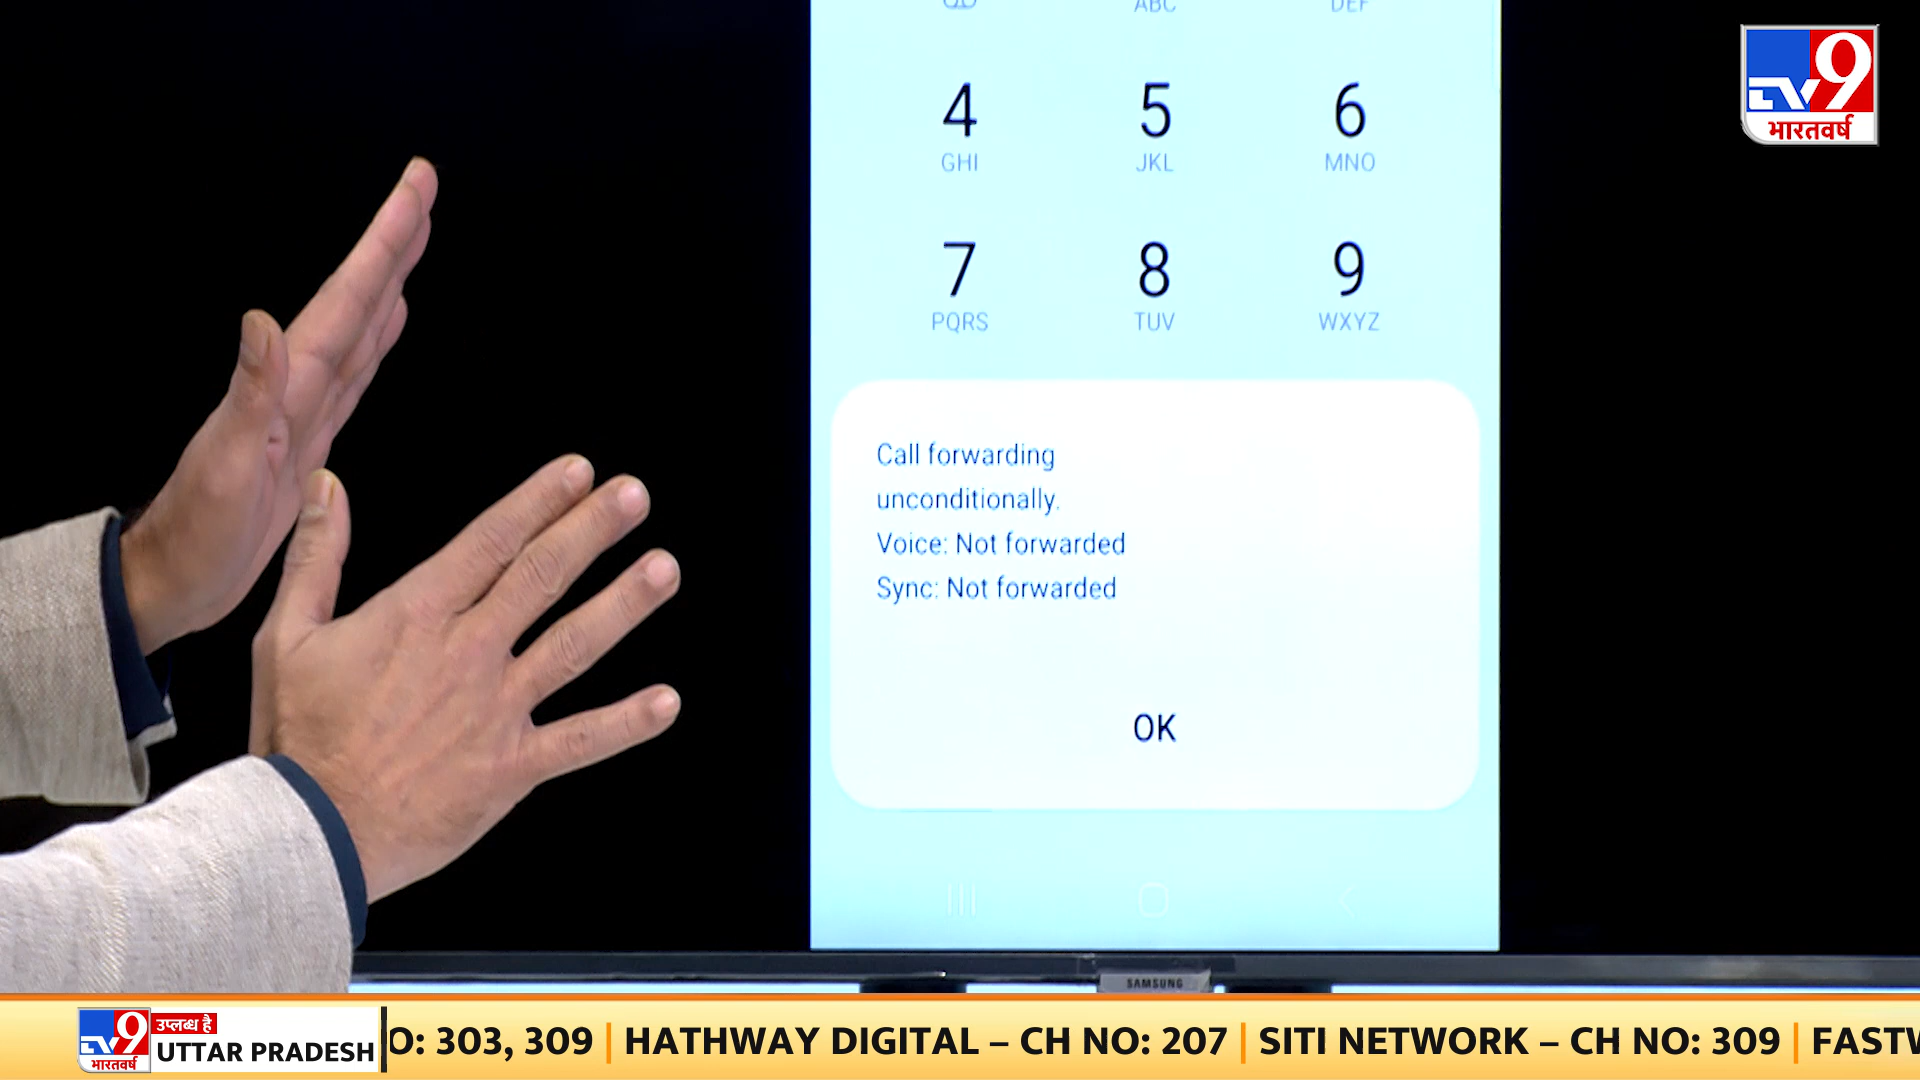 ABC
DEF
4
5
6
GHI
JKL
MNO
7
8
9
PQRS
TUV
WXYZ
Call forwarding
unconditionally.
Voice: Not forwarded
Sync: Not forwarded
OK
SAMSUNG
TV9
भारतवर्ष
TV9
भारतवर्ष
उपलब्ध है
UTTAR PRADESH
O: 303, 309 | HATHWAY DIGITAL – CH NO: 207 | SITI NETWORK – CH NO: 309 | FASTW